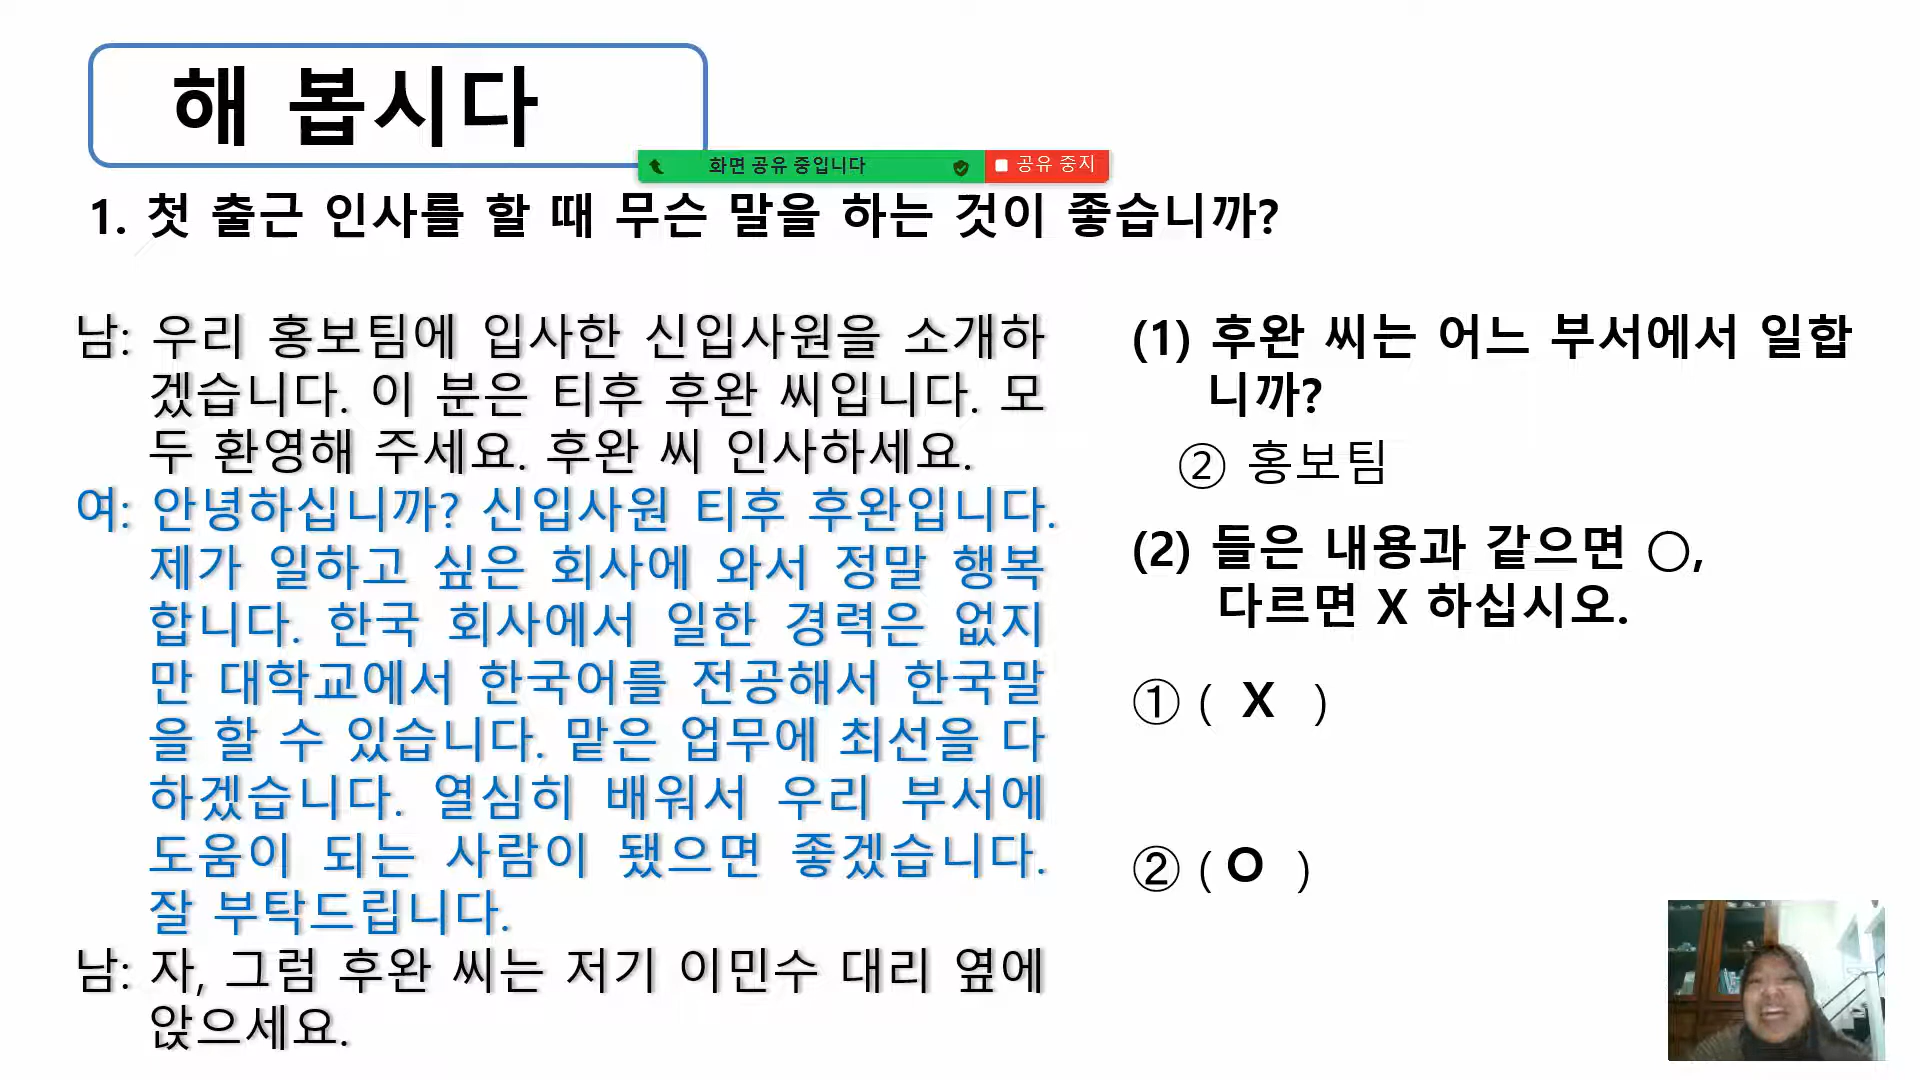 해 봅시다
화면 공유 중입니다
공유 중지
1. 첫 출근 인사를 할 때 무슨 말을 하는 것이 좋습니까?
남: 우리 홍보팀에 입사한 신입사원을 소개하
겠습니다. 이 분은 티후 후완 씨입니다. 모
두 환영해 주세요. 후완 씨 인사하세요.
여: 안녕하십니까? 신입사원 티후 후완입니다.
제가 일하고 싶은 회사에 와서 정말 행복
합니다. 한국 회사에서 일한 경력은 없지
만 대학교에서 한국어를 전공해서 한국말
을 할 수 있습니다. 맡은 업무에 최선을 다
하겠습니다. 열심히 배워서 우리 부서에
도움이 되는 사람이 됐으면 좋겠습니다.
잘 부탁드립니다.
남: 자, 그럼 후완 씨는 저기 이민수 대리 옆에
앉으세요.
(1) 후완 씨는 어느 부서에서 일합
니까?
② 홍보팀
(2) 들은 내용과 같으면 ○,
다르면 X 하십시오.
① ( X )
② ( O )